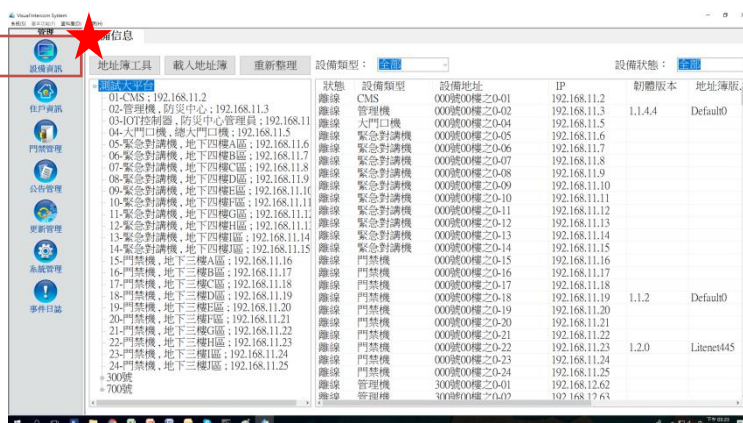 Visual Intercom System
管理
設備資訊
住戶資訊
門禁管理
公告管理
更新管理
系統管理
事件日誌
備信息
地址簿工具 載入地址簿 重新整理 設備類型： 全部 設備狀態： 全部
測試大平台
01-CMS ; 192.168.11.2
02-管理機 , 防災中心 ; 192.168.11.3
03-IOT控制器 , 防災中心管理員 ; 192.168.11
04-大門口機 , 總大門口機 ; 192.168.11.5
05-緊急對講機 , 地下四樓A區 ; 192.168.11.6
06-緊急對講機 , 地下四樓B區 ; 192.168.11.7
07-緊急對講機 , 地下四樓C區 ; 192.168.11.8
08-緊急對講機 , 地下四樓D區 ; 192.168.11.9
09-緊急對講機 , 地下四樓E區 ; 192.168.11.10
10-緊急對講機 , 地下四樓F區 ; 192.168.11.11
11-緊急對講機 , 地下四樓G區 ; 192.168.11.1
12-緊急對講機 , 地下四樓H區 ; 192.168.11.1
13-緊急對講機 , 地下四樓I區 ; 192.168.11.14
14-緊急對講機 , 地下四樓J區 ; 192.168.11.15
15-門禁機 , 地下三樓A區 ; 192.168.11.16
16-門禁機 , 地下三樓B區 ; 192.168.11.17
17-門禁機 , 地下三樓C區 ; 192.168.11.18
18-門禁機 , 地下三樓D區 ; 192.168.11.19
19-門禁機 , 地下三樓E區 ; 192.168.11.20
20-門禁機 , 地下三樓F區 ; 192.168.11.21
21-門禁機 , 地下三樓G區 ; 192.168.11.22
22-門禁機 , 地下三樓H區 ; 192.168.11.23
23-門禁機 , 地下三樓I區 ; 192.168.11.24
24-門禁機 , 地下三樓J區 ; 192.168.11.25
300號
700號
狀態 設備類型 設備地址 IP 韌體版本 地址簿版.
離線 CMS 000號00樓之0-01 192.168.11.2
離線 管理機 000號00樓之0-02 192.168.11.3 1.1.4.4 Default0
離線 大門口機 000號00樓之0-04 192.168.11.5
離線 緊急對講機 000號00樓之0-05 192.168.11.6
離線 緊急對講機 000號00樓之0-06 192.168.11.7
離線 緊急對講機 000號00樓之0-07 192.168.11.8
離線 緊急對講機 000號00樓之0-08 192.168.11.9
離線 緊急對講機 000號00樓之0-09 192.168.11.10
離線 緊急對講機 000號00樓之0-10 192.168.11.11
離線 緊急對講機 000號00樓之0-11 192.168.11.12
離線 緊急對講機 000號00樓之0-12 192.168.11.13
離線 緊急對講機 000號00樓之0-13 192.168.11.14
離線 緊急對講機 000號00樓之0-14 192.168.11.15
離線 門禁機 000號00樓之0-15 192.168.11.16
離線 門禁機 000號00樓之0-16 192.168.11.17
離線 門禁機 000號00樓之0-17 192.168.11.18
離線 門禁機 000號00樓之0-18 192.168.11.19 1.1.2 Default0
離線 門禁機 000號00樓之0-19 192.168.11.20
離線 門禁機 000號00樓之0-20 192.168.11.21
離線 門禁機 000號00樓之0-21 192.168.11.22
離線 門禁機 000號00樓之0-22 192.168.11.23 1.2.0 Litenet445
離線 門禁機 000號00樓之0-23 192.168.11.24
離線 門禁機 000號00樓之0-24 192.168.11.25
離線 管理機 300號00樓之0-01 192.168.12.62
離線 管理機 300號00樓之0-02 192.168.12.63